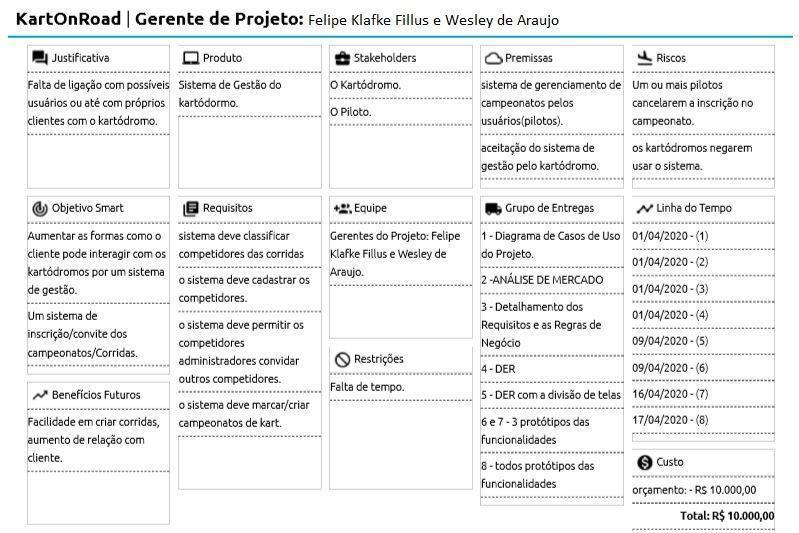 KartOnRoad | Gerente de Projeto: Felipe Klafke Fillus e Wesley de Araujo
Justificativa
Falta de ligação com possíveis
usuários ou até com próprios
clientes com o kartódromo.
Produto
Sistema de Gestão do
kartódormo.
Stakeholders
O Kartódromo.
O Piloto.
Premissas
sistema de gerenciamento de
campeonatos pelos
usuários(pilotos).
aceitação do sistema de
gestão pelo kartódromo.
Riscos
Um ou mais pilotos
cancelarem a inscrição no
campeonato.
os kartódromos negarem
usar o sistema.
Objetivo Smart
Aumentar as formas como o
cliente pode interagir com os
kartódromos por um sistema
de gestão.
Um sistema de
inscrição/convite dos
campeonatos/Corridas.
Benefícios Futuros
Facilidade em criar corridas,
aumento de relação com
cliente.
Requisitos
sistema deve classificar
competidores das corridas
o sistema deve cadastrar os
competidores.
o sistema deve permitir os
competidores
administradores convidar
outros competidores.
o sistema deve marcar/criar
campeonatos de kart.
Equipe
Gerentes do Projeto: Felipe
Klafke Fillus e Wesley de
Araujo.
Restrições
Falta de tempo.
Grupo de Entregas
1 - Diagrama de Casos de Uso
do Projeto.
2 -ANÁLISE DE MERCADO
3 - Detalhamento dos
Requisitos e as Regras de
Negócio
4 - DER
5 - DER com a divisão de telas
6 e 7 - 3 protótipos das
funcionalidades
8 - todos protótipos das
funcionalidades
Linha do Tempo
01/04/2020 - (1)
01/04/2020 - (2)
01/04/2020 - (3)
01/04/2020 - (4)
09/04/2020 - (5)
09/04/2020 - (6)
16/04/2020 - (7)
17/04/2020 - (8)
Custo
orçamento: - R$ 10.000,00
Total: R$ 10.000,00